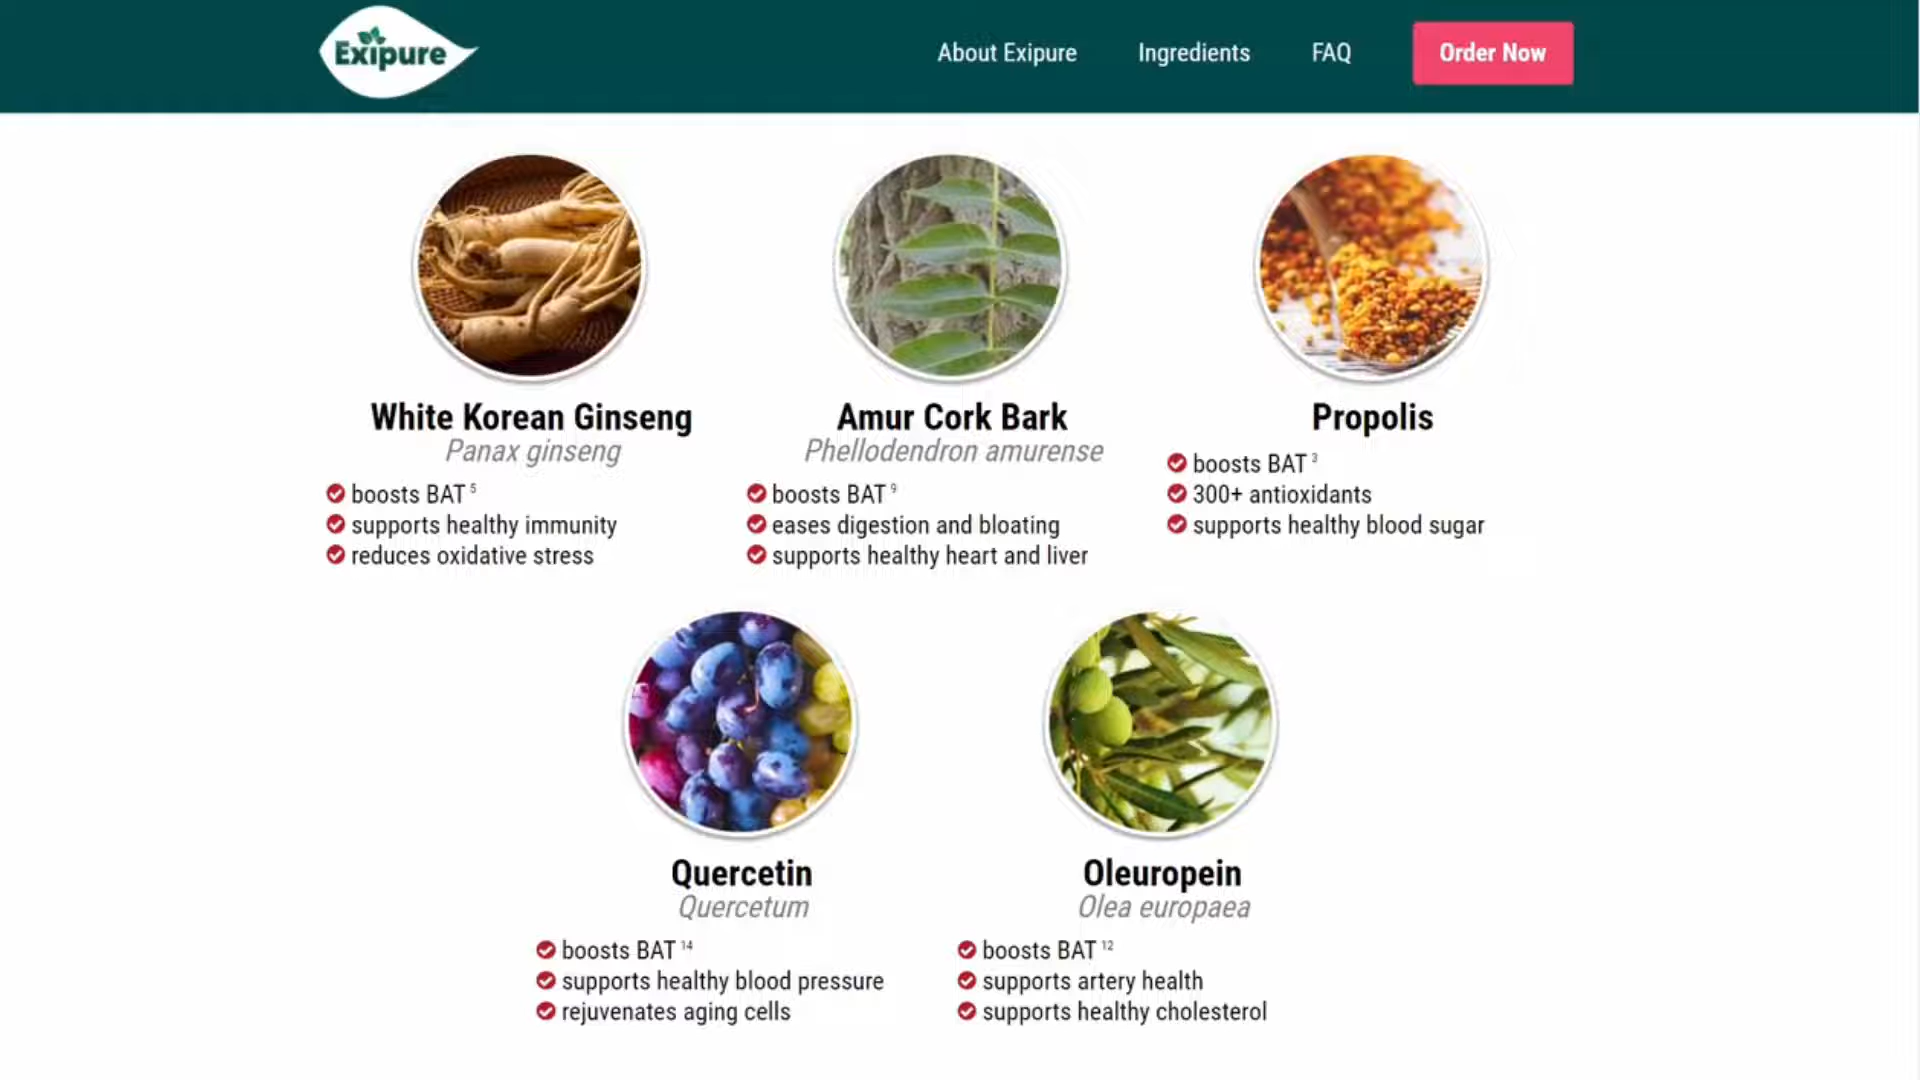 Exipure
About Exipure
Ingredients
FAQ
Order Now
White Korean Ginseng
Panax ginseng
boosts BAT 5
supports healthy immunity
reduces oxidative stress
Amur Cork Bark
Phellodendron amurense
boosts BAT 9
eases digestion and bloating
supports healthy heart and liver
Propolis
boosts BAT 3
300+ antioxidants
supports healthy blood sugar
Quercetin
Quercetum
boosts BAT 14
supports healthy blood pressure
rejuvenates aging cells
Oleuropein
Olea europaea
boosts BAT 12
supports artery health
supports healthy cholesterol